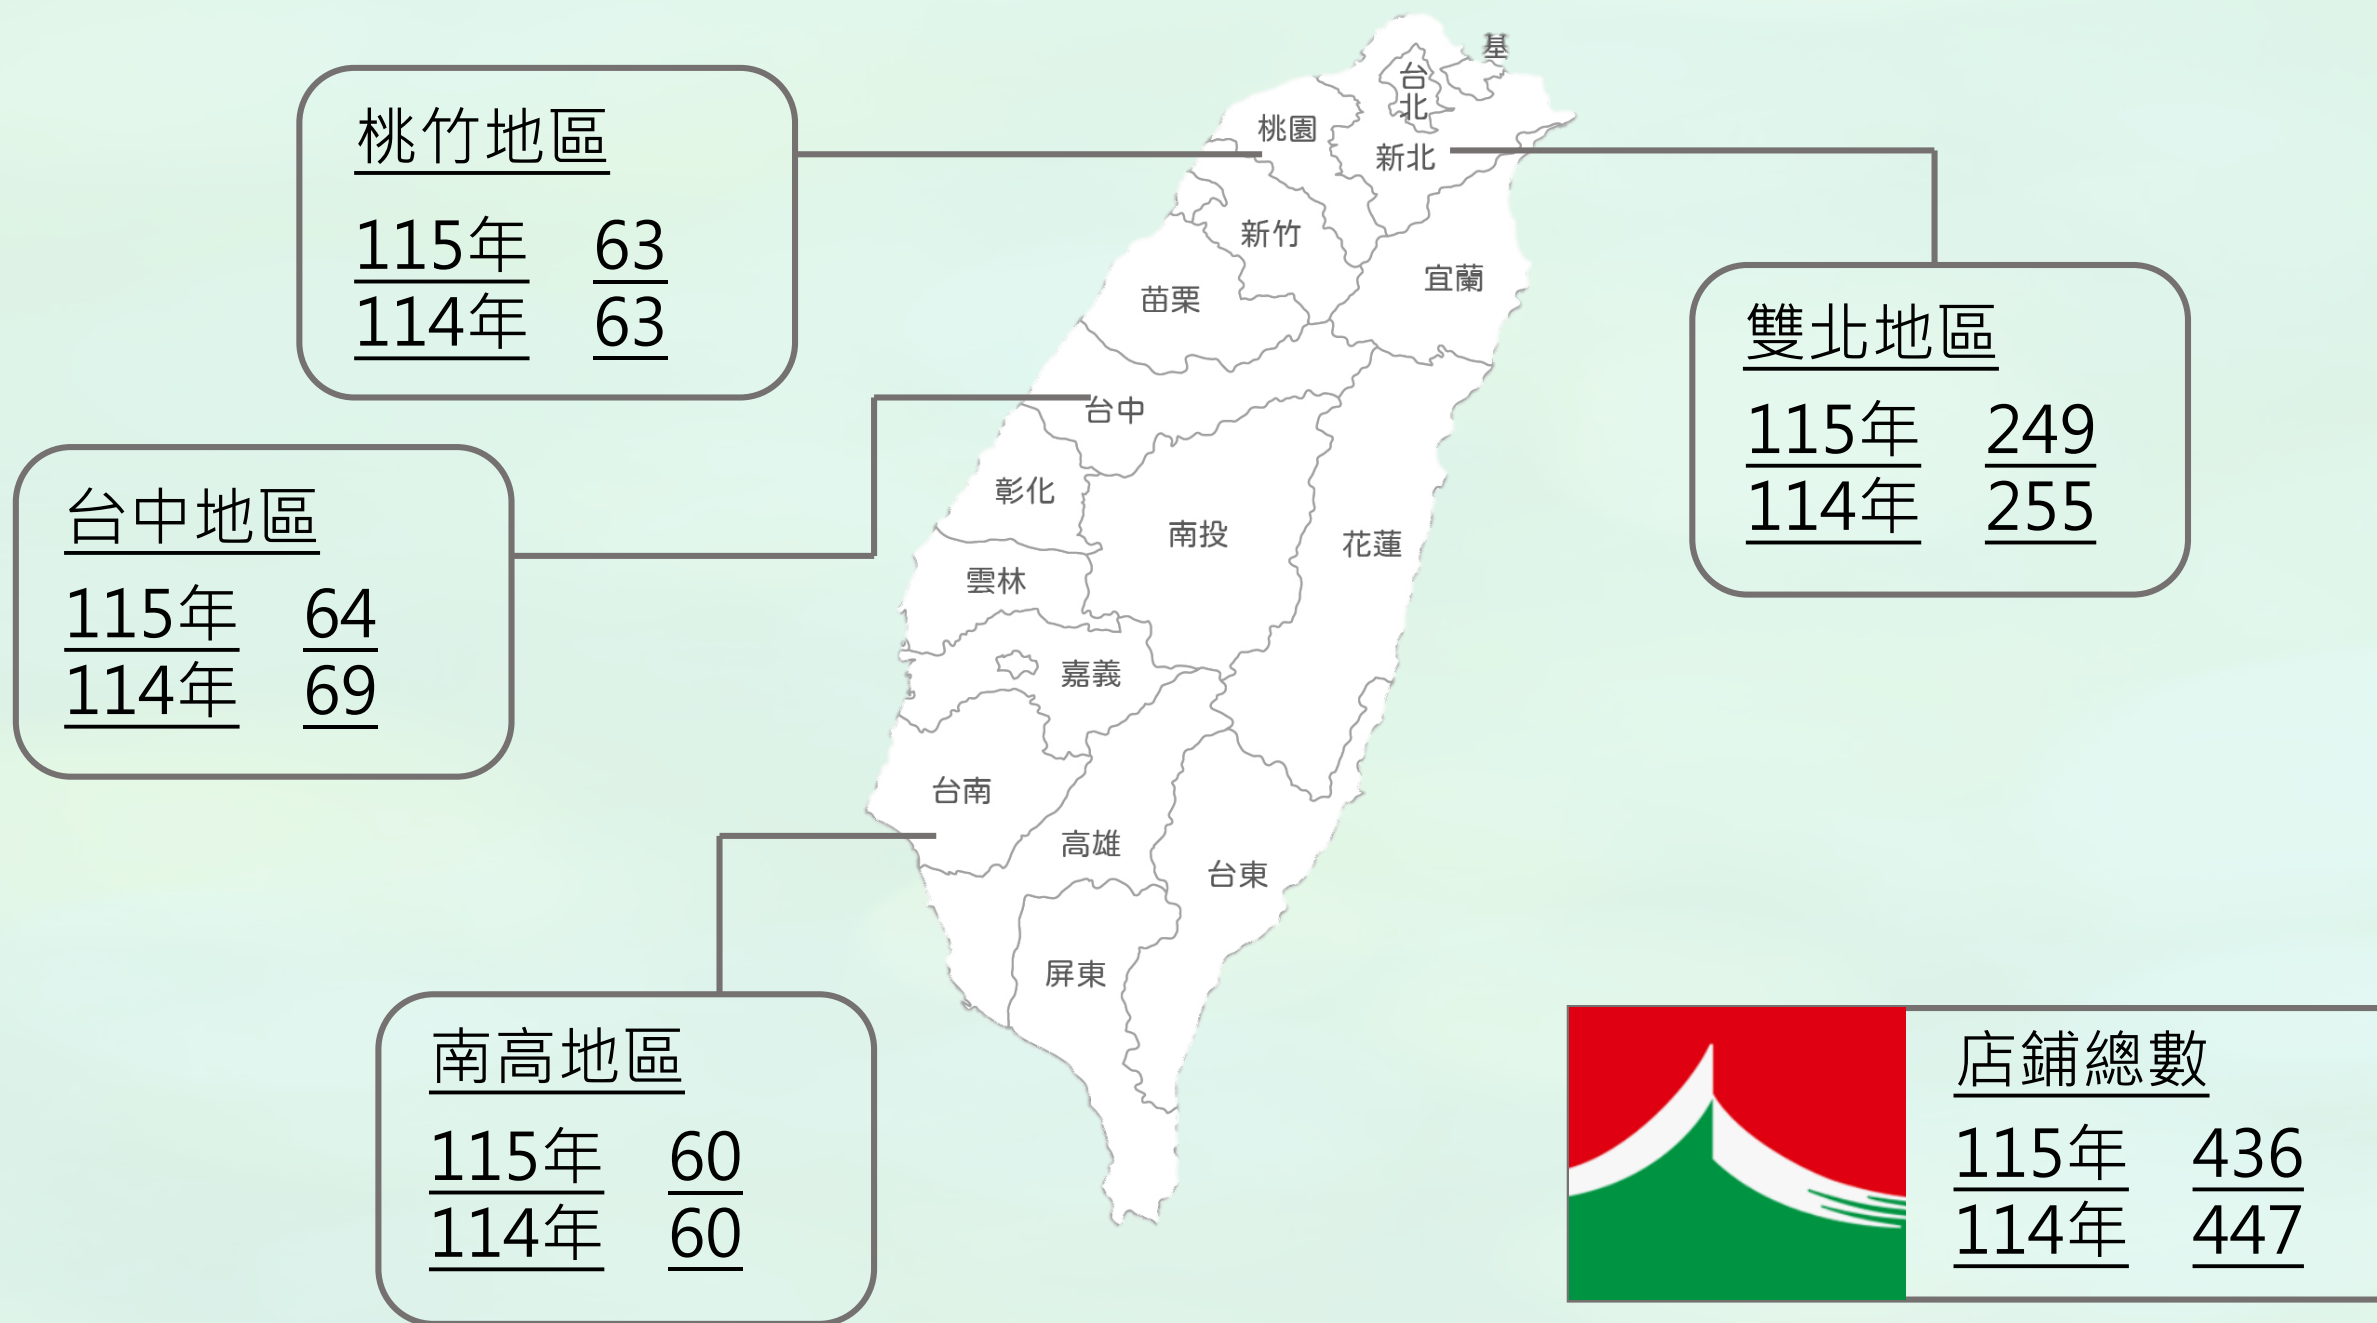 桃竹地區
115年 63
114年 63
台中地區
115年 64
114年 69
南高地區
115年 60
114年 60
基
台北
桃園
新北
新竹
宜蘭
苗栗
台中
彰化
南投
花蓮
雲林
嘉義
台南
高雄
台東
屏東
雙北地區
115年 249
114年 255
店鋪總數
115年 436
114年 447